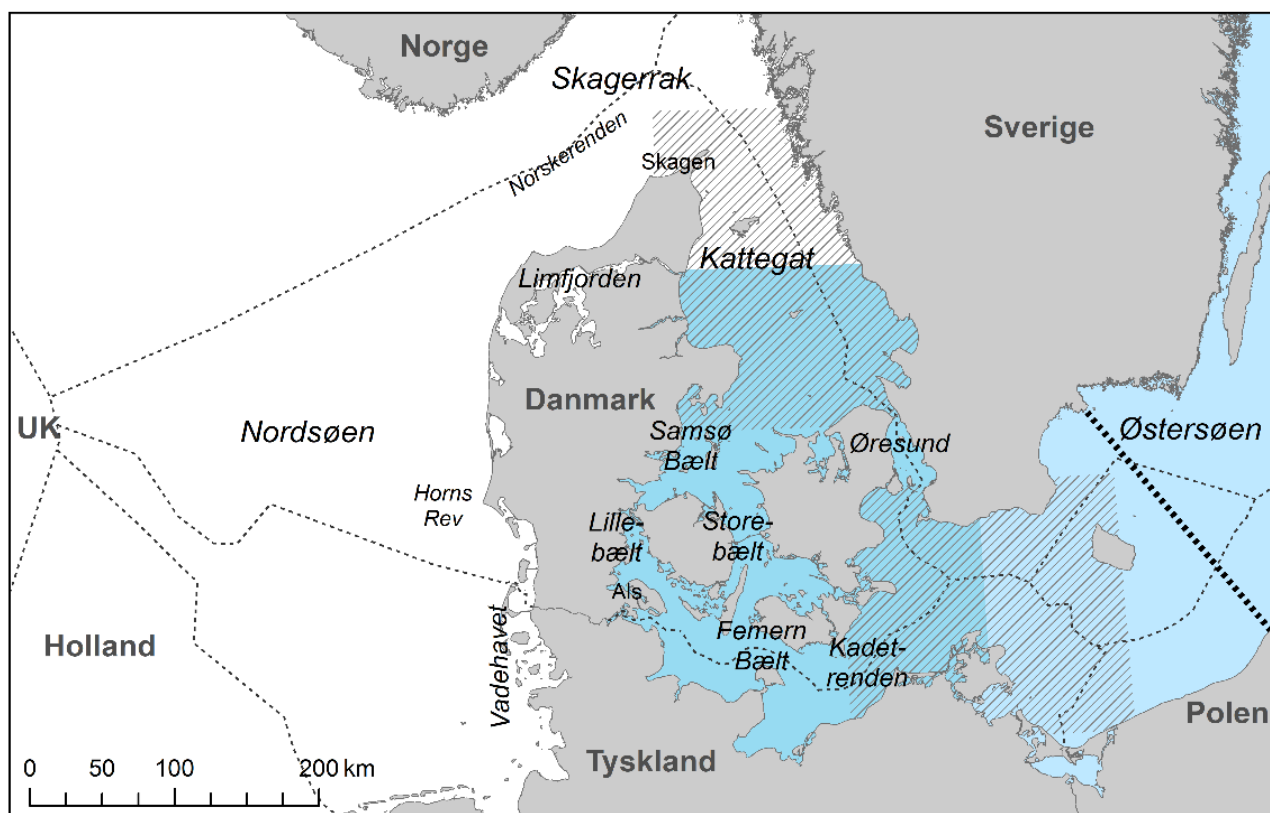 Norge
Skagerrak
Sverige
Norskerenden
Skagen
Kattegat
Limfjorden
Danmark
UK
Nordsøen
Samsø
Bælt
Øresund
Østersøen
Horns
Rev
Lille-
bælt
Store-
bælt
Als
Femern
Bælt
Kadet-
renden
Holland
Vadehavet
Polen
Tyskland
0 50 100 200 km